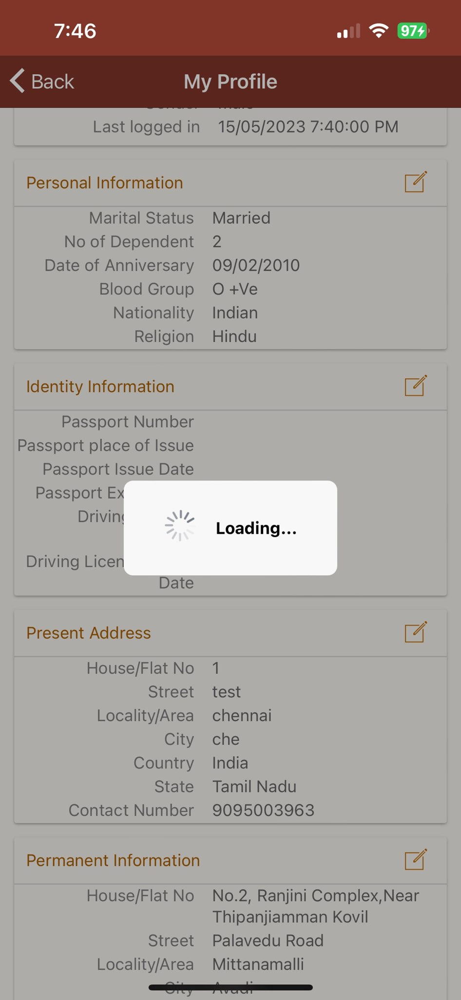 7:46
97
Back
My Profile
Gender Male
Last logged in 15/05/2023 7:40:00 PM
Personal Information
Marital Status Married
No of Dependent 2
Date of Anniversary 09/02/2010
Blood Group O +Ve
Nationality Indian
Religion Hindu
Identity Information
Passport Number
Passport place of Issue
Passport Issue Date
Passport Ex
Driving
Loading...
Driving Licen
Date
Present Address
House/Flat No 1
Street test
Locality/Area chennai
City che
Country India
State Tamil Nadu
Contact Number 9095003963
Permanent Information
House/Flat No No.2, Ranjini Complex,Near
Thipanjiamman Kovil
Street Palavedu Road
Locality/Area Mittanamalli
City Avadi